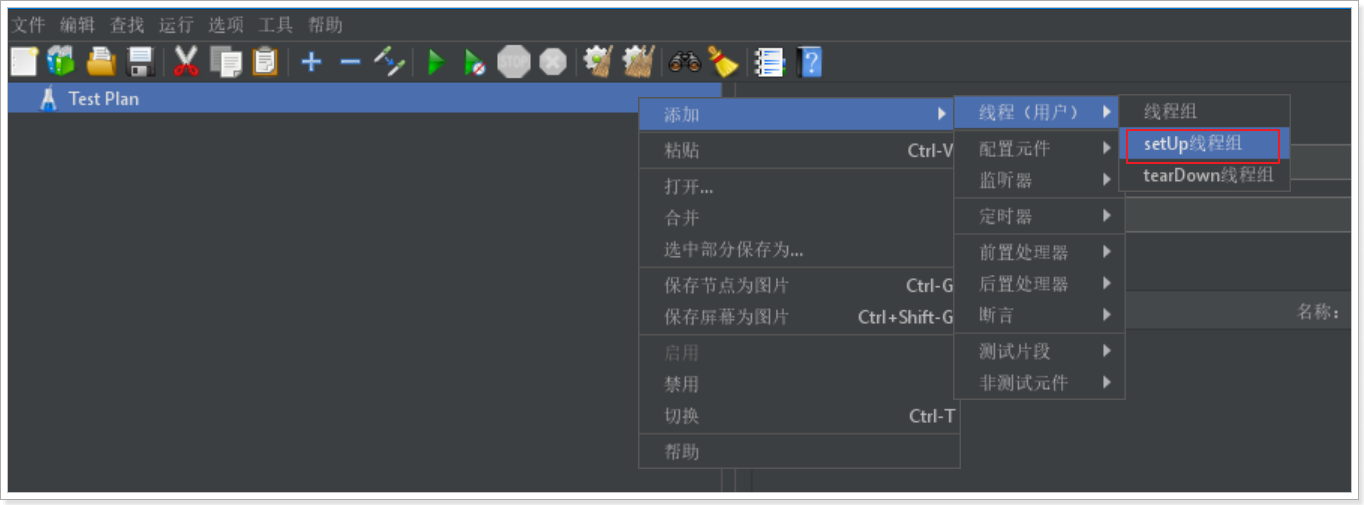 文件 编辑 查找 运行 选项 工具 帮助
STOP
Test Plan
添加
粘贴 Ctrl-V
打开...
合并
选中部分保存为...
保存节点为图片 Ctrl-G
保存屏幕为图片 Ctrl+Shift-G
启用
禁用
切换 Ctrl-T
帮助
线程（用户）
配置元件
监听器
定时器
前置处理器
后置处理器
断言
测试片段
非测试元件
线程组
setUp线程组
tearDown线程组
名称：